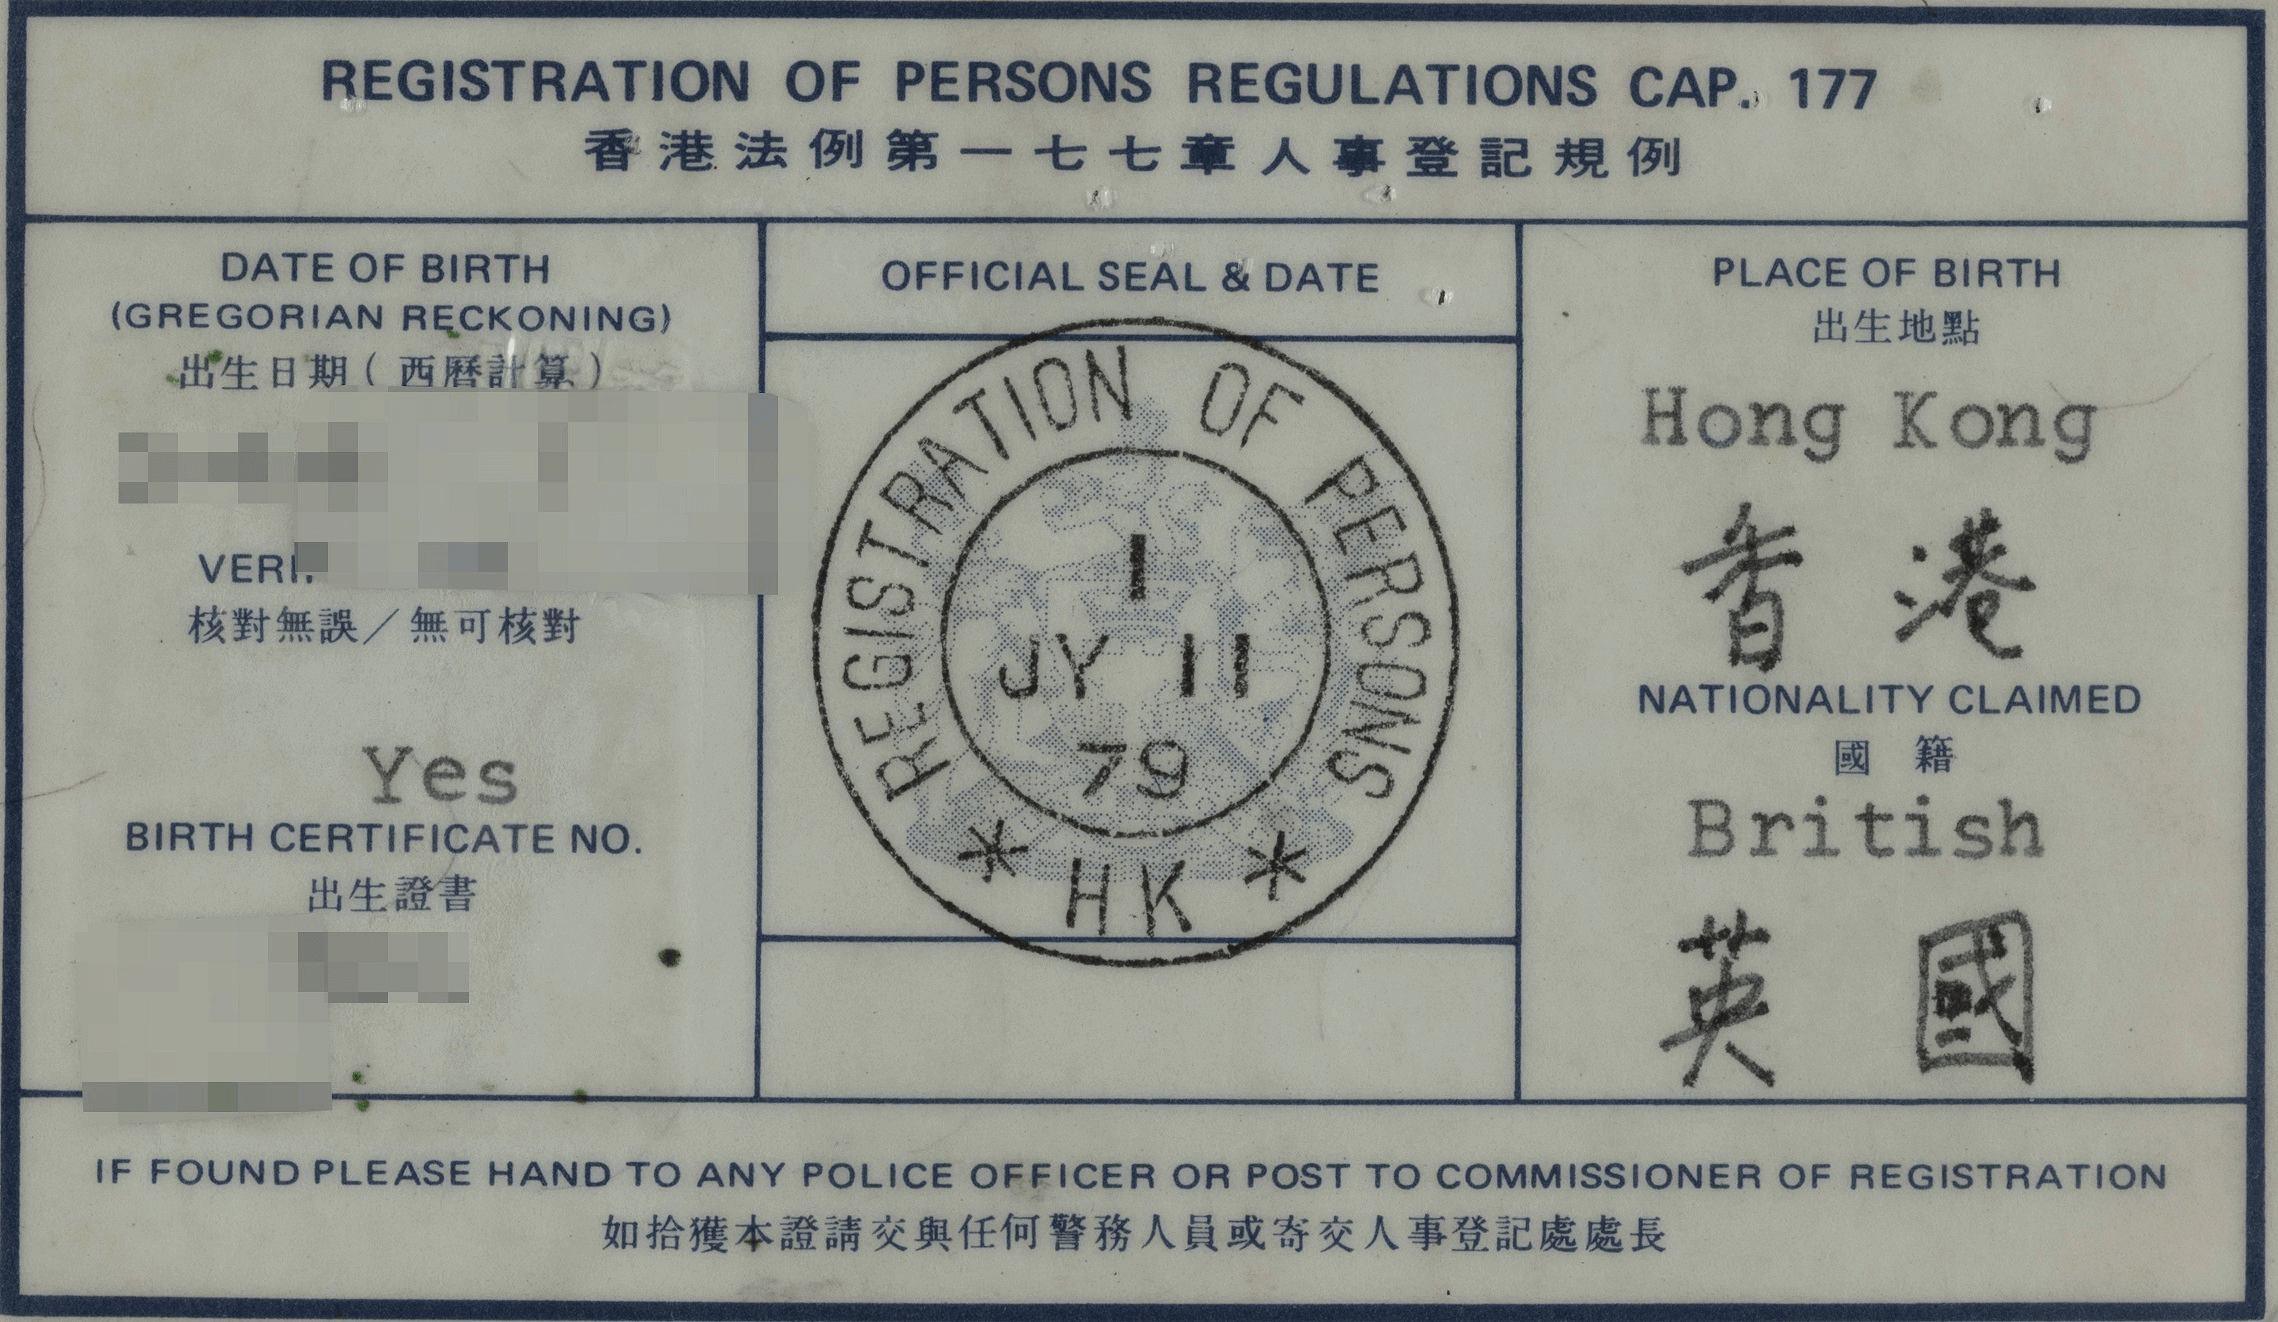 REGISTRATION OF PERSONS REGULATIONS CAP. 177
香港法例第一七七章人事登記規例
DATE OF BIRTH
(GREGORIAN RECKONING)
出生日期(西曆計算)
VERI
核對無誤/無可核對
Yes
BIRTH CERTIFICATE NO.
出生證書
OFFICIAL SEAL & DATE
REGISTRATION OF PERSONS
1
JY 11
79
* HK *
PLACE OF BIRTH
出生地點
Hong Kong
香港
NATIONALITY CLAIMED
國籍
British
英國
IF FOUND PLEASE HAND TO ANY POLICE OFFICER OR POST TO COMMISSIONER OF REGISTRATION
如拾獲本證請交與任何警務人員或寄交人事登記處處長